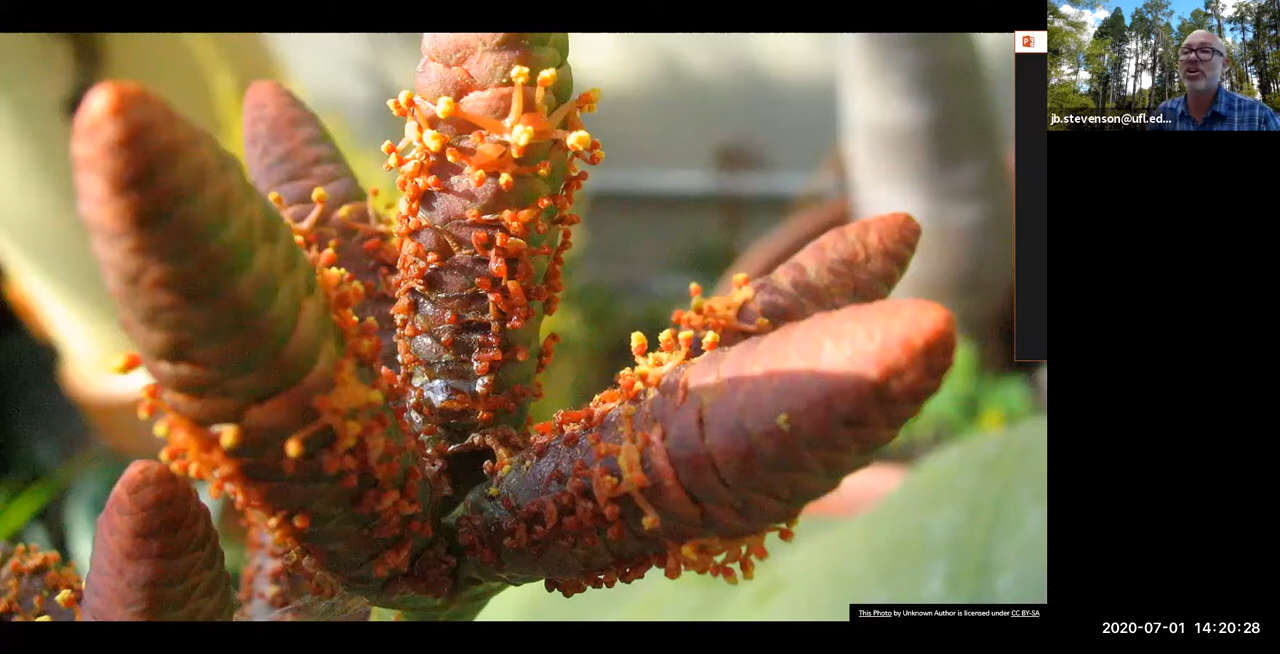 jb.stevenson@ufl.ed...
This Photo by Unknown Author is licensed under CC BY-SA
2020-07-01 14:20:28